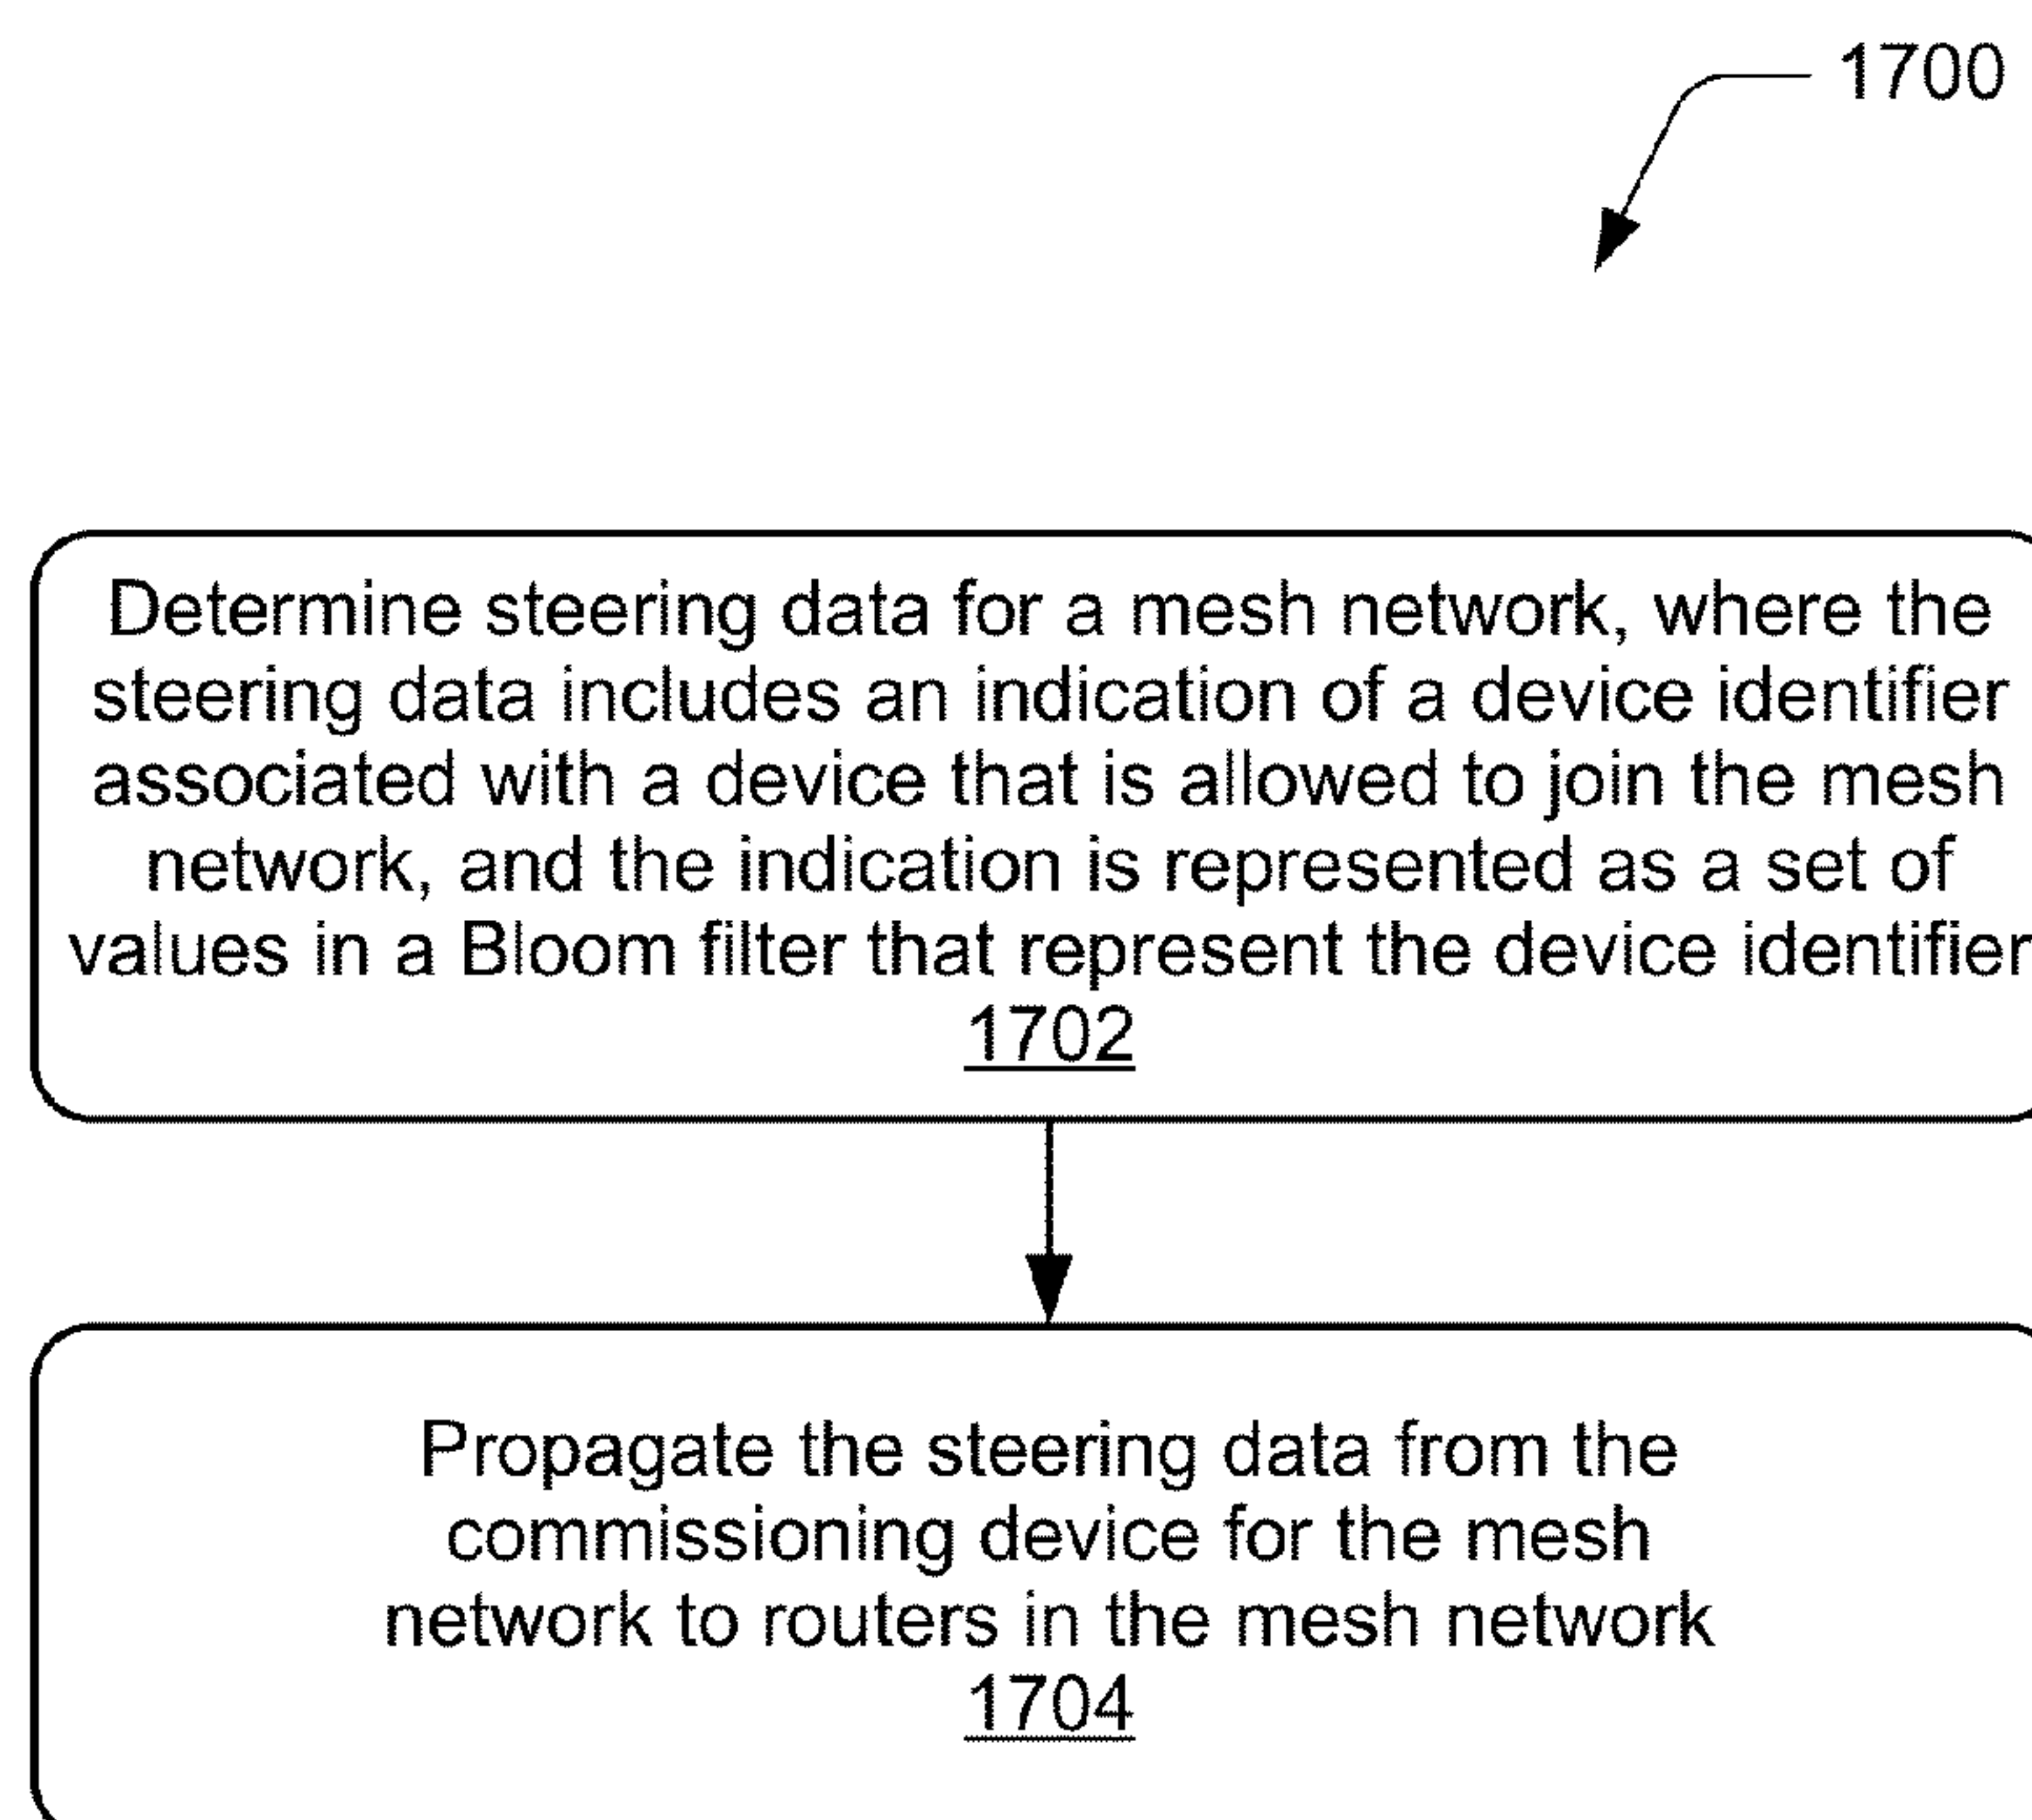 1700
Determine steering data for a mesh network, where the
steering data includes an indication of a device identifier
associated with a device that is allowed to join the mesh
network, and the indication is represented as a set of
values in a Bloom filter that represent the device identifier
1702
Propagate the steering data from the
commissioning device for the mesh
network to routers in the mesh network
1704